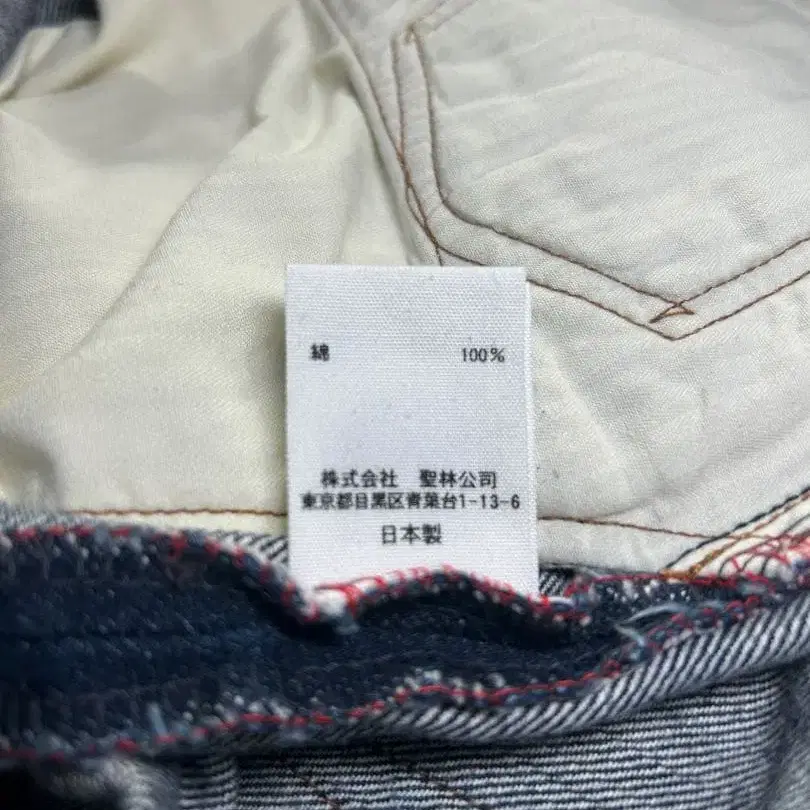 綿 100%
株式会社 聖林公司
東京都目黒区青葉台1-13-6
日本製